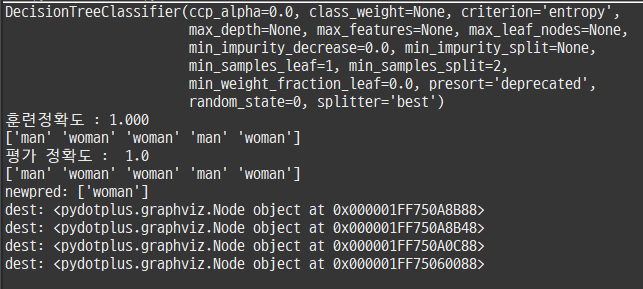 DecisionTreeClassifier(ccp_alpha=0.0, class_weight=None, criterion='entropy',
max_depth=None, max_features=None, max_leaf_nodes=None,
min_impurity_decrease=0.0, min_impurity_split=None,
min_samples_leaf=1, min_samples_split=2,
min_weight_fraction_leaf=0.0, presort='deprecated',
random_state=0, splitter='best')
훈련정확도 : 1.000
['man' 'woman' 'woman' 'man' 'woman']
평가 정확도 :  1.0
['man' 'woman' 'woman' 'man' 'woman']
newpred: ['woman']
dest: <pydotplus.graphviz.Node object at 0x000001FF750A8B88>
dest: <pydotplus.graphviz.Node object at 0x000001FF750A8B48>
dest: <pydotplus.graphviz.Node object at 0x000001FF750A0C88>
dest: <pydotplus.graphviz.Node object at 0x000001FF75060088>